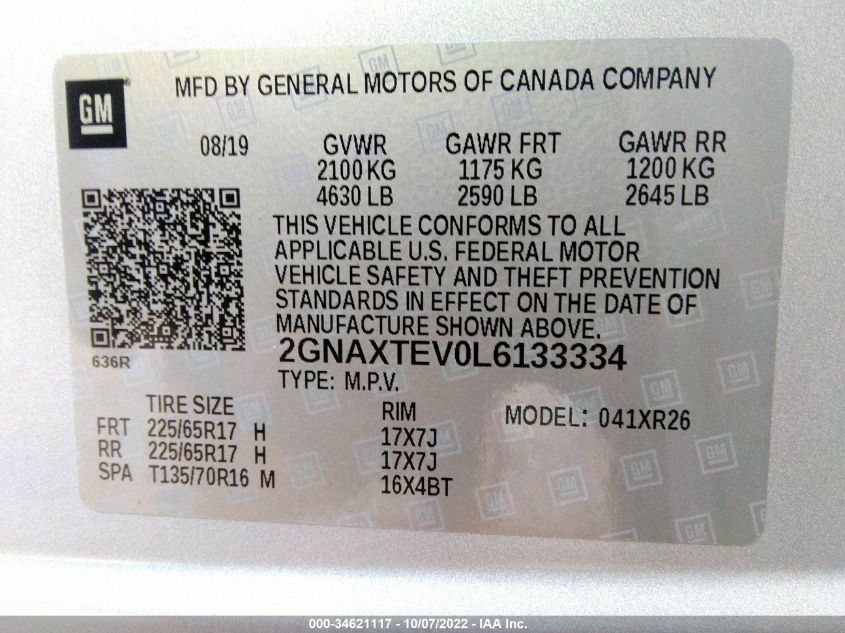 MFD BY GENERAL MOTORS OF CANADA COMPANY
GM
08/19 GVWR GAWR FRT GAWR RR
2100 KG 1175 KG 1200 KG
4630 LB 2590 LB 2645 LB
THIS VEHICLE CONFORMS TO ALL
APPLICABLE U.S. FEDERAL MOTOR
VEHICLE SAFETY AND THEFT PREVENTION
STANDARDS IN EFFECT ON THE DATE OF
MANUFACTURE SHOWN ABOVE.
636R
2GNAXTEV0L6133334
TYPE: M.P.V.
TIRE SIZE RIM MODEL: 041XR26
FRT 225/65R17 H 17X7J
RR 225/65R17 H 17X7J
SPA T135/70R16 M 16X4BT
000-34621117 - 10/07/2022 - IAA Inc.